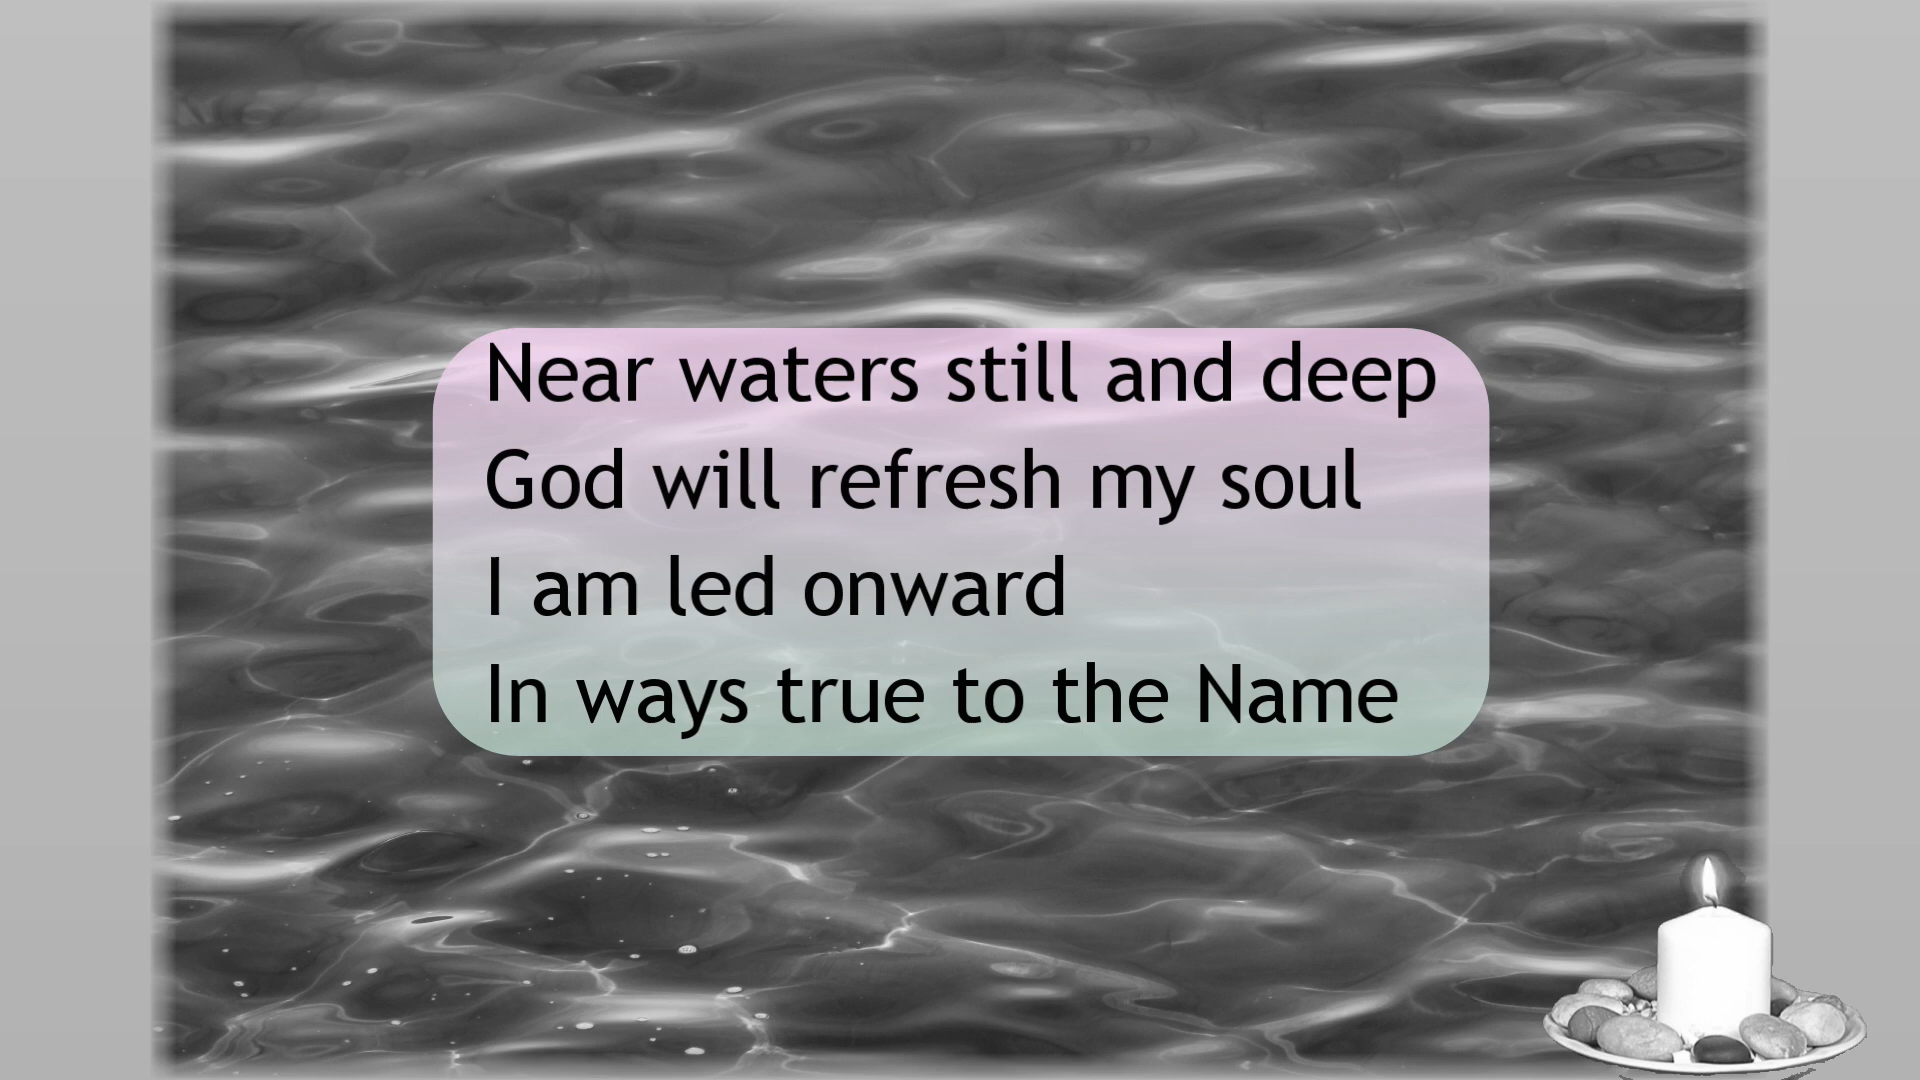 Near waters still and deep
God will refresh my soul
I am led onward
In ways true to the Name